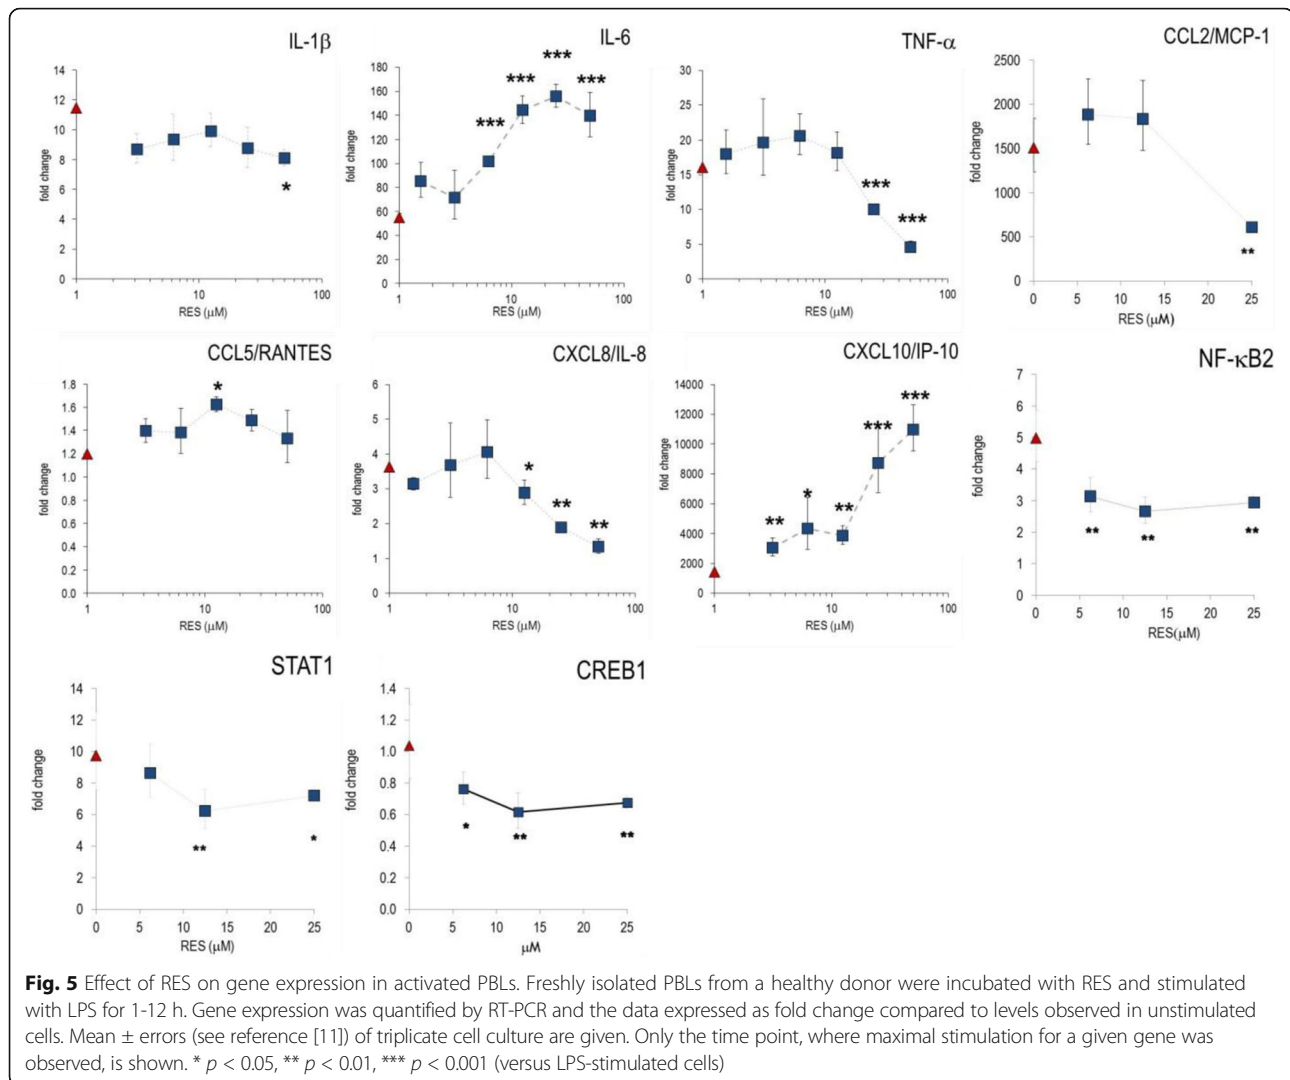 IL-1β
14
12
10
8
6
4
2
0
fold change
*
1 10 100
RES (μM)
IL-6
180
160
140
120
100
80
60
40
20
0
fold change
*** *** *** ***
1 10 100
RES (μM)
TNF-α
30
25
20
15
10
5
0
fold change
***
***
1 10 100
RES (μM)
CCL2/MCP-1
2500
2000
1500
1000
500
0
fold change
**
0 5 10 15 20 25
RES (μM)
CCL5/RANTES
1.8
1.6
1.4
1.2
1.0
0.8
0.6
0.4
0.2
0.0
fold change
*
1 10 100
RES (μM)
CXCL8/IL-8
6
5
4
3
2
1
0
fold change
* ** **
1 10 100
RES (μM)
CXCL10/IP-10
14000
12000
10000
8000
6000
4000
2000
0
fold change
** * ** *** ***
1 10 100
RES (μM)
NF-κB2
7
6
5
4
3
2
1
0
fold change
** ** **
0 5 10 15 20 25
RES(μM)
STAT1
14
12
10
8
6
4
2
0
fold change
** *
0 5 10 15 20 25
RES (μM)
CREB1
1.4
1.2
1.0
0.8
0.6
0.4
0.2
0.0
fold change
* ** **
0 5 10 15 20 25
μM
Fig. 5 Effect of RES on gene expression in activated PBLs. Freshly isolated PBLs from a healthy donor were incubated with RES and stimulated
with LPS for 1-12 h. Gene expression was quantified by RT-PCR and the data expressed as fold change compared to levels observed in unstimulated
cells. Mean ± errors (see reference [11]) of triplicate cell culture are given. Only the time point, where maximal stimulation for a given gene was
observed, is shown. * p < 0.05, ** p < 0.01, *** p < 0.001 (versus LPS-stimulated cells)